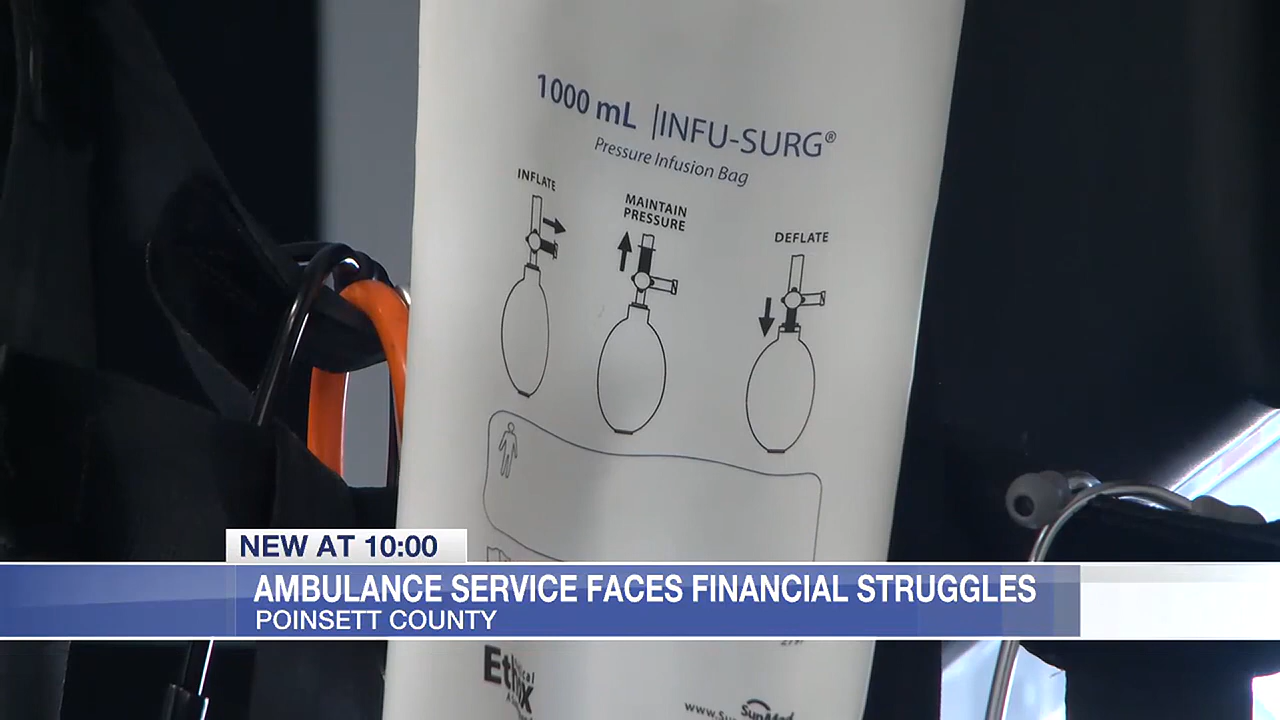 1000 mL | INFU-SURG®
Pressure Infusion Bag
INFLATE
MAINTAIN
PRESSURE
DEFLATE
NEW AT 10:00
AMBULANCE SERVICE FACES FINANCIAL STRUGGLES
POINSETT COUNTY